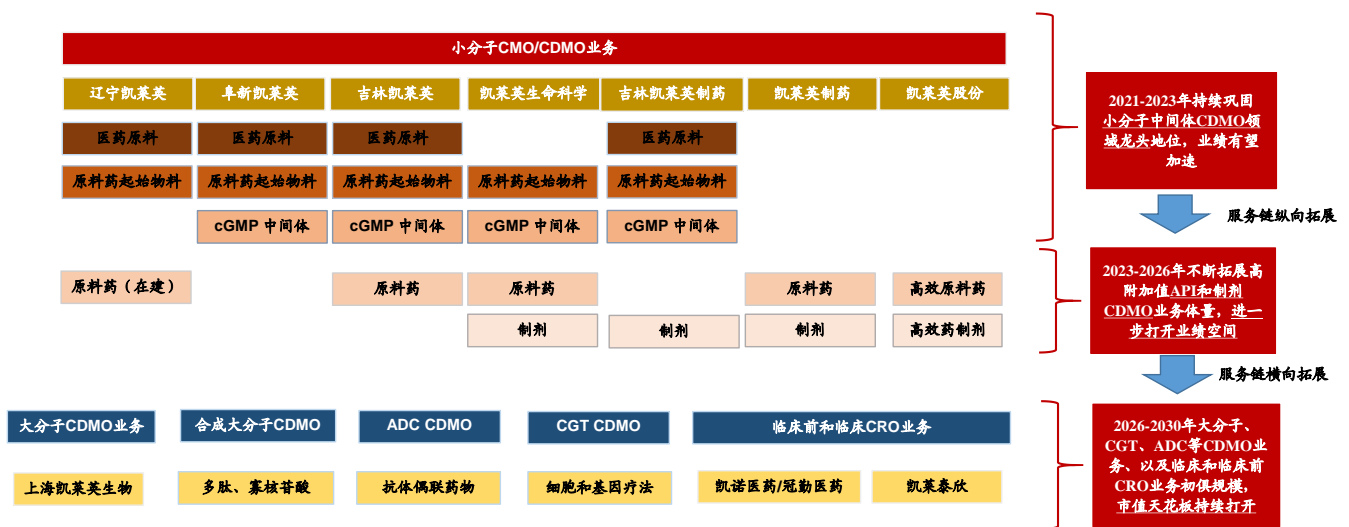 小分子CMO/CDMO业务
辽宁凯莱英
阜新凯莱英
吉林凯莱英
凯莱英生命科学
吉林凯莱英制药
凯莱英制药
凯莱英股份
医药原料
医药原料
医药原料
医药原料
原料药起始物料
原料药起始物料
原料药起始物料
原料药起始物料
原料药起始物料
cGMP 中间体
cGMP 中间体
cGMP 中间体
cGMP 中间体
2021-2023年持续巩固
小分子中间体CDMO领
域龙头地位，业绩有望
加速
服务链纵向拓展
原料药（在建）
原料药
原料药
原料药
高效原料药
制剂
制剂
制剂
高效药制剂
2023-2026年不断拓展高
附加值API和制剂
CDMO业务体量，进一
步打开业绩空间
服务链横向拓展
大分子CDMO业务
合成大分子CDMO
ADC CDMO
CGT CDMO
临床前和临床CRO业务
上海凯莱英生物
多肽、寡核苷酸
抗体偶联药物
细胞和基因疗法
凯诺医药/冠勤医药
凯莱泰欣
2026-2030年大分子、
CGT、ADC等CDMO业
务、以及临床和临床前
CRO业务初俱规模，
市值天花板持续打开